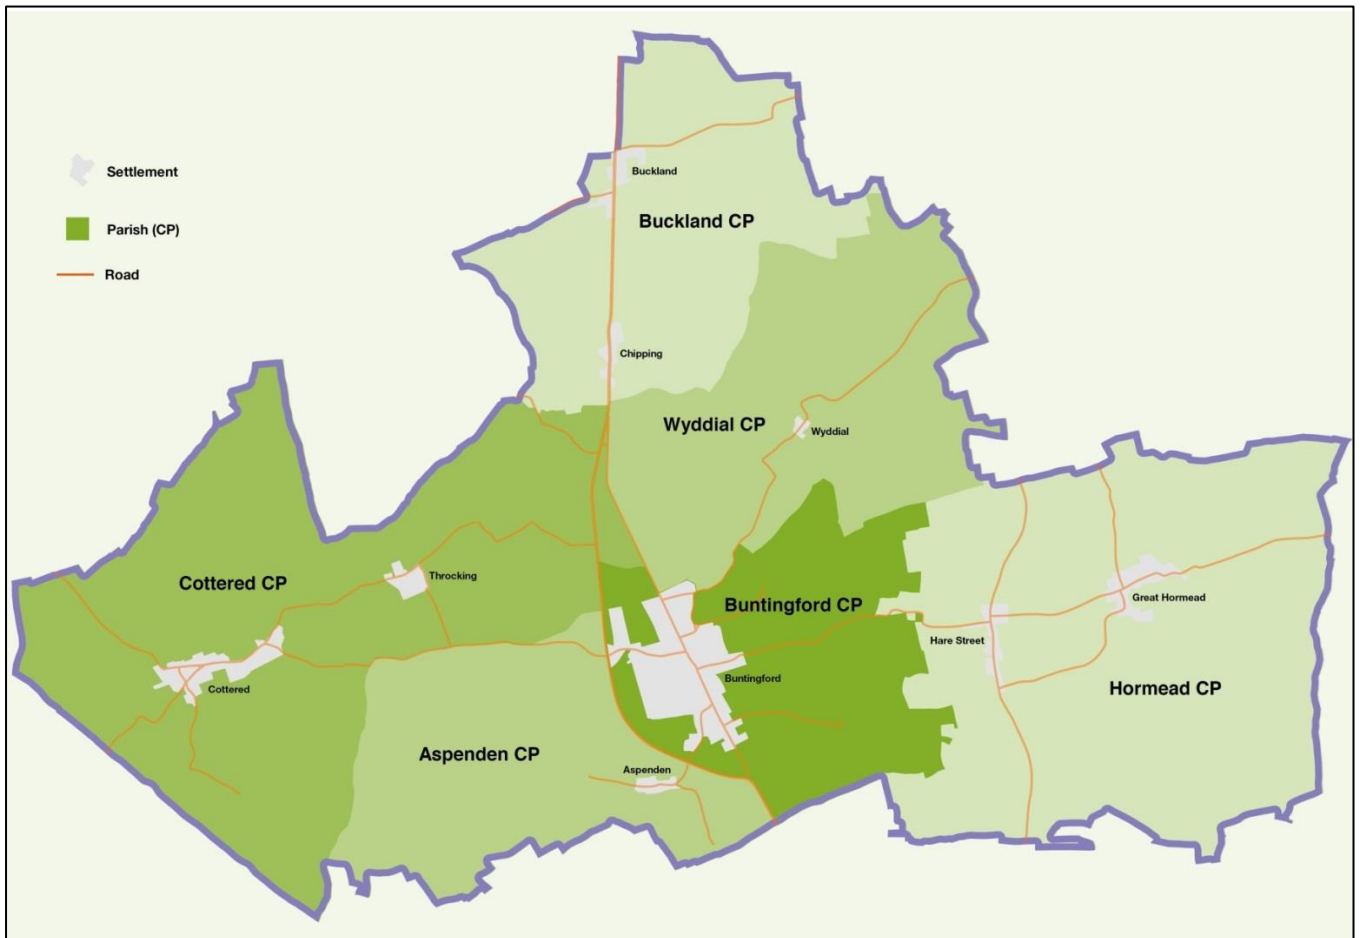 Settlement
Parish (CP)
Road
Buckland
Buckland CP
Chipping
Wyddial CP
Wyddial
Cottered CP
Throcking
Buntingford CP
Great Hormead
Hare Street
Cottered
Buntingford
Hormead CP
Aspenden CP
Aspenden